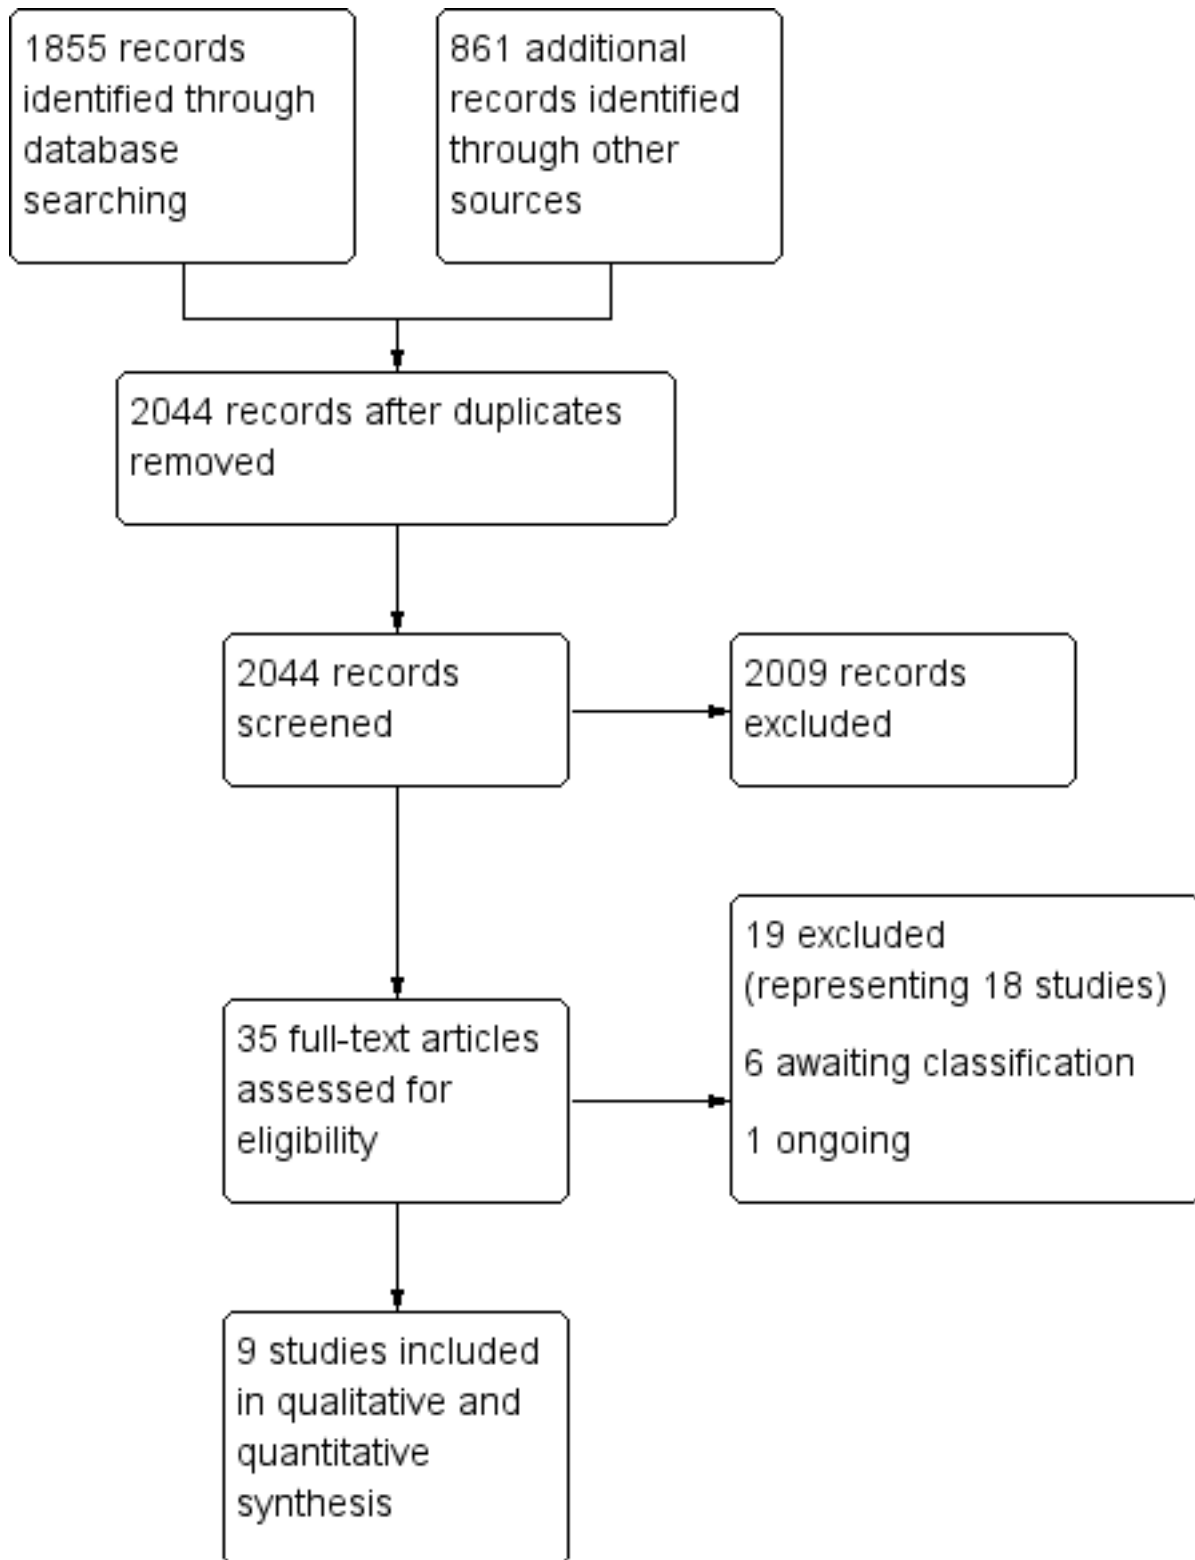 1855 records
identified through
database
searching
861 additional
records identified
through other
sources
2044 records after duplicates
removed
2044 records
screened
2009 records
excluded
35 full-text articles
assessed for
eligibility
19 excluded
(representing 18 studies)
6 awaiting classification
1 ongoing
9 studies included
in qualitative and
quantitative
synthesis